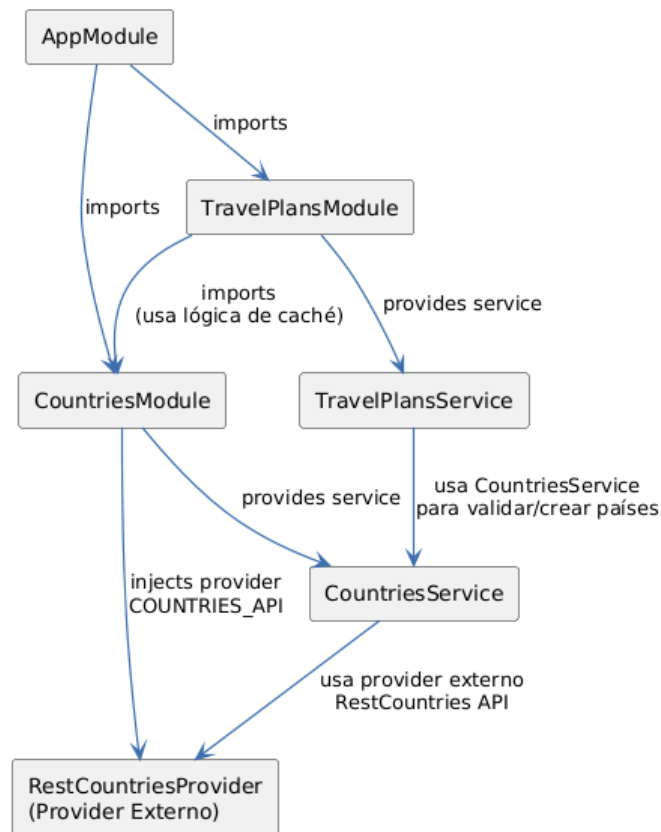 AppModule
imports
TravelPlansModule
imports
imports
(usa lógica de caché)
provides service
CountriesModule
TravelPlansService
provides service
usa CountriesService
para validar/crear países
injects provider
COUNTRIES_API
CountriesService
usa provider externo
RestCountries API
RestCountriesProvider
(Provider Externo)